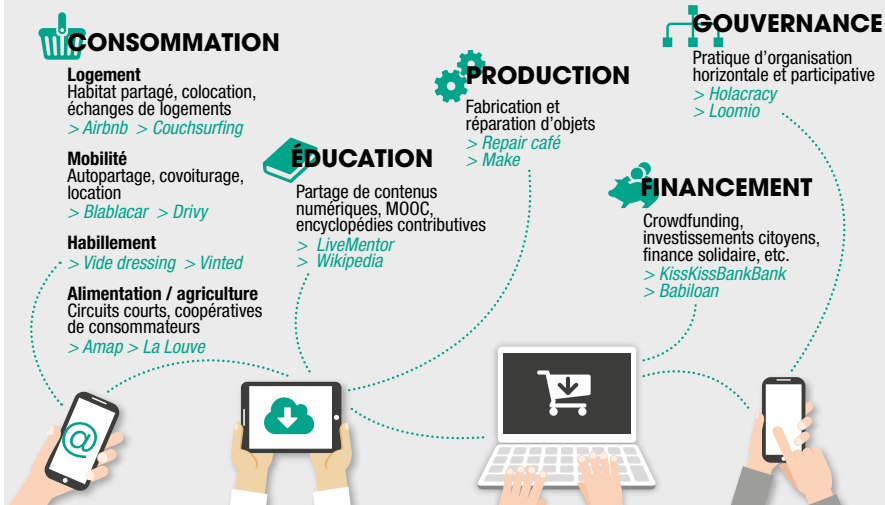 CONSOMMATION
Logement
Habitat partagé, colocation,
échanges de logements
> Airbnb > Couchsurfing
Mobilité
Autopartage, covoiturage,
location
> Blablacar > Drivy
Habillement
> Vide dressing > Vinted
Alimentation / agriculture
Circuits courts, coopératives
de consommateurs
> Amap > La Louve
ÉDUCATION
Partage de contenus
numériques, MOOC,
encyclopédies contributives
> LiveMentor
> Wikipedia
PRODUCTION
Fabrication et
réparation d'objets
> Repair café
> Make
GOUVERNANCE
Pratique d'organisation
horizontale et participative
> Holacracy
> Loomio
FINANCEMENT
Crowdfunding,
investissements citoyens,
finance solidaire, etc.
> KissKissBankBank
> Babiloan
@